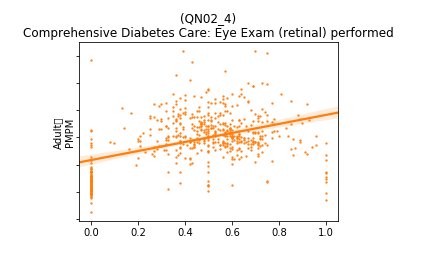 (QN02_4)
Comprehensive Diabetes Care: Eye Exam (retinal) performed
Adult▯
PMPM
0.0 0.2 0.4 0.6 0.8 1.0